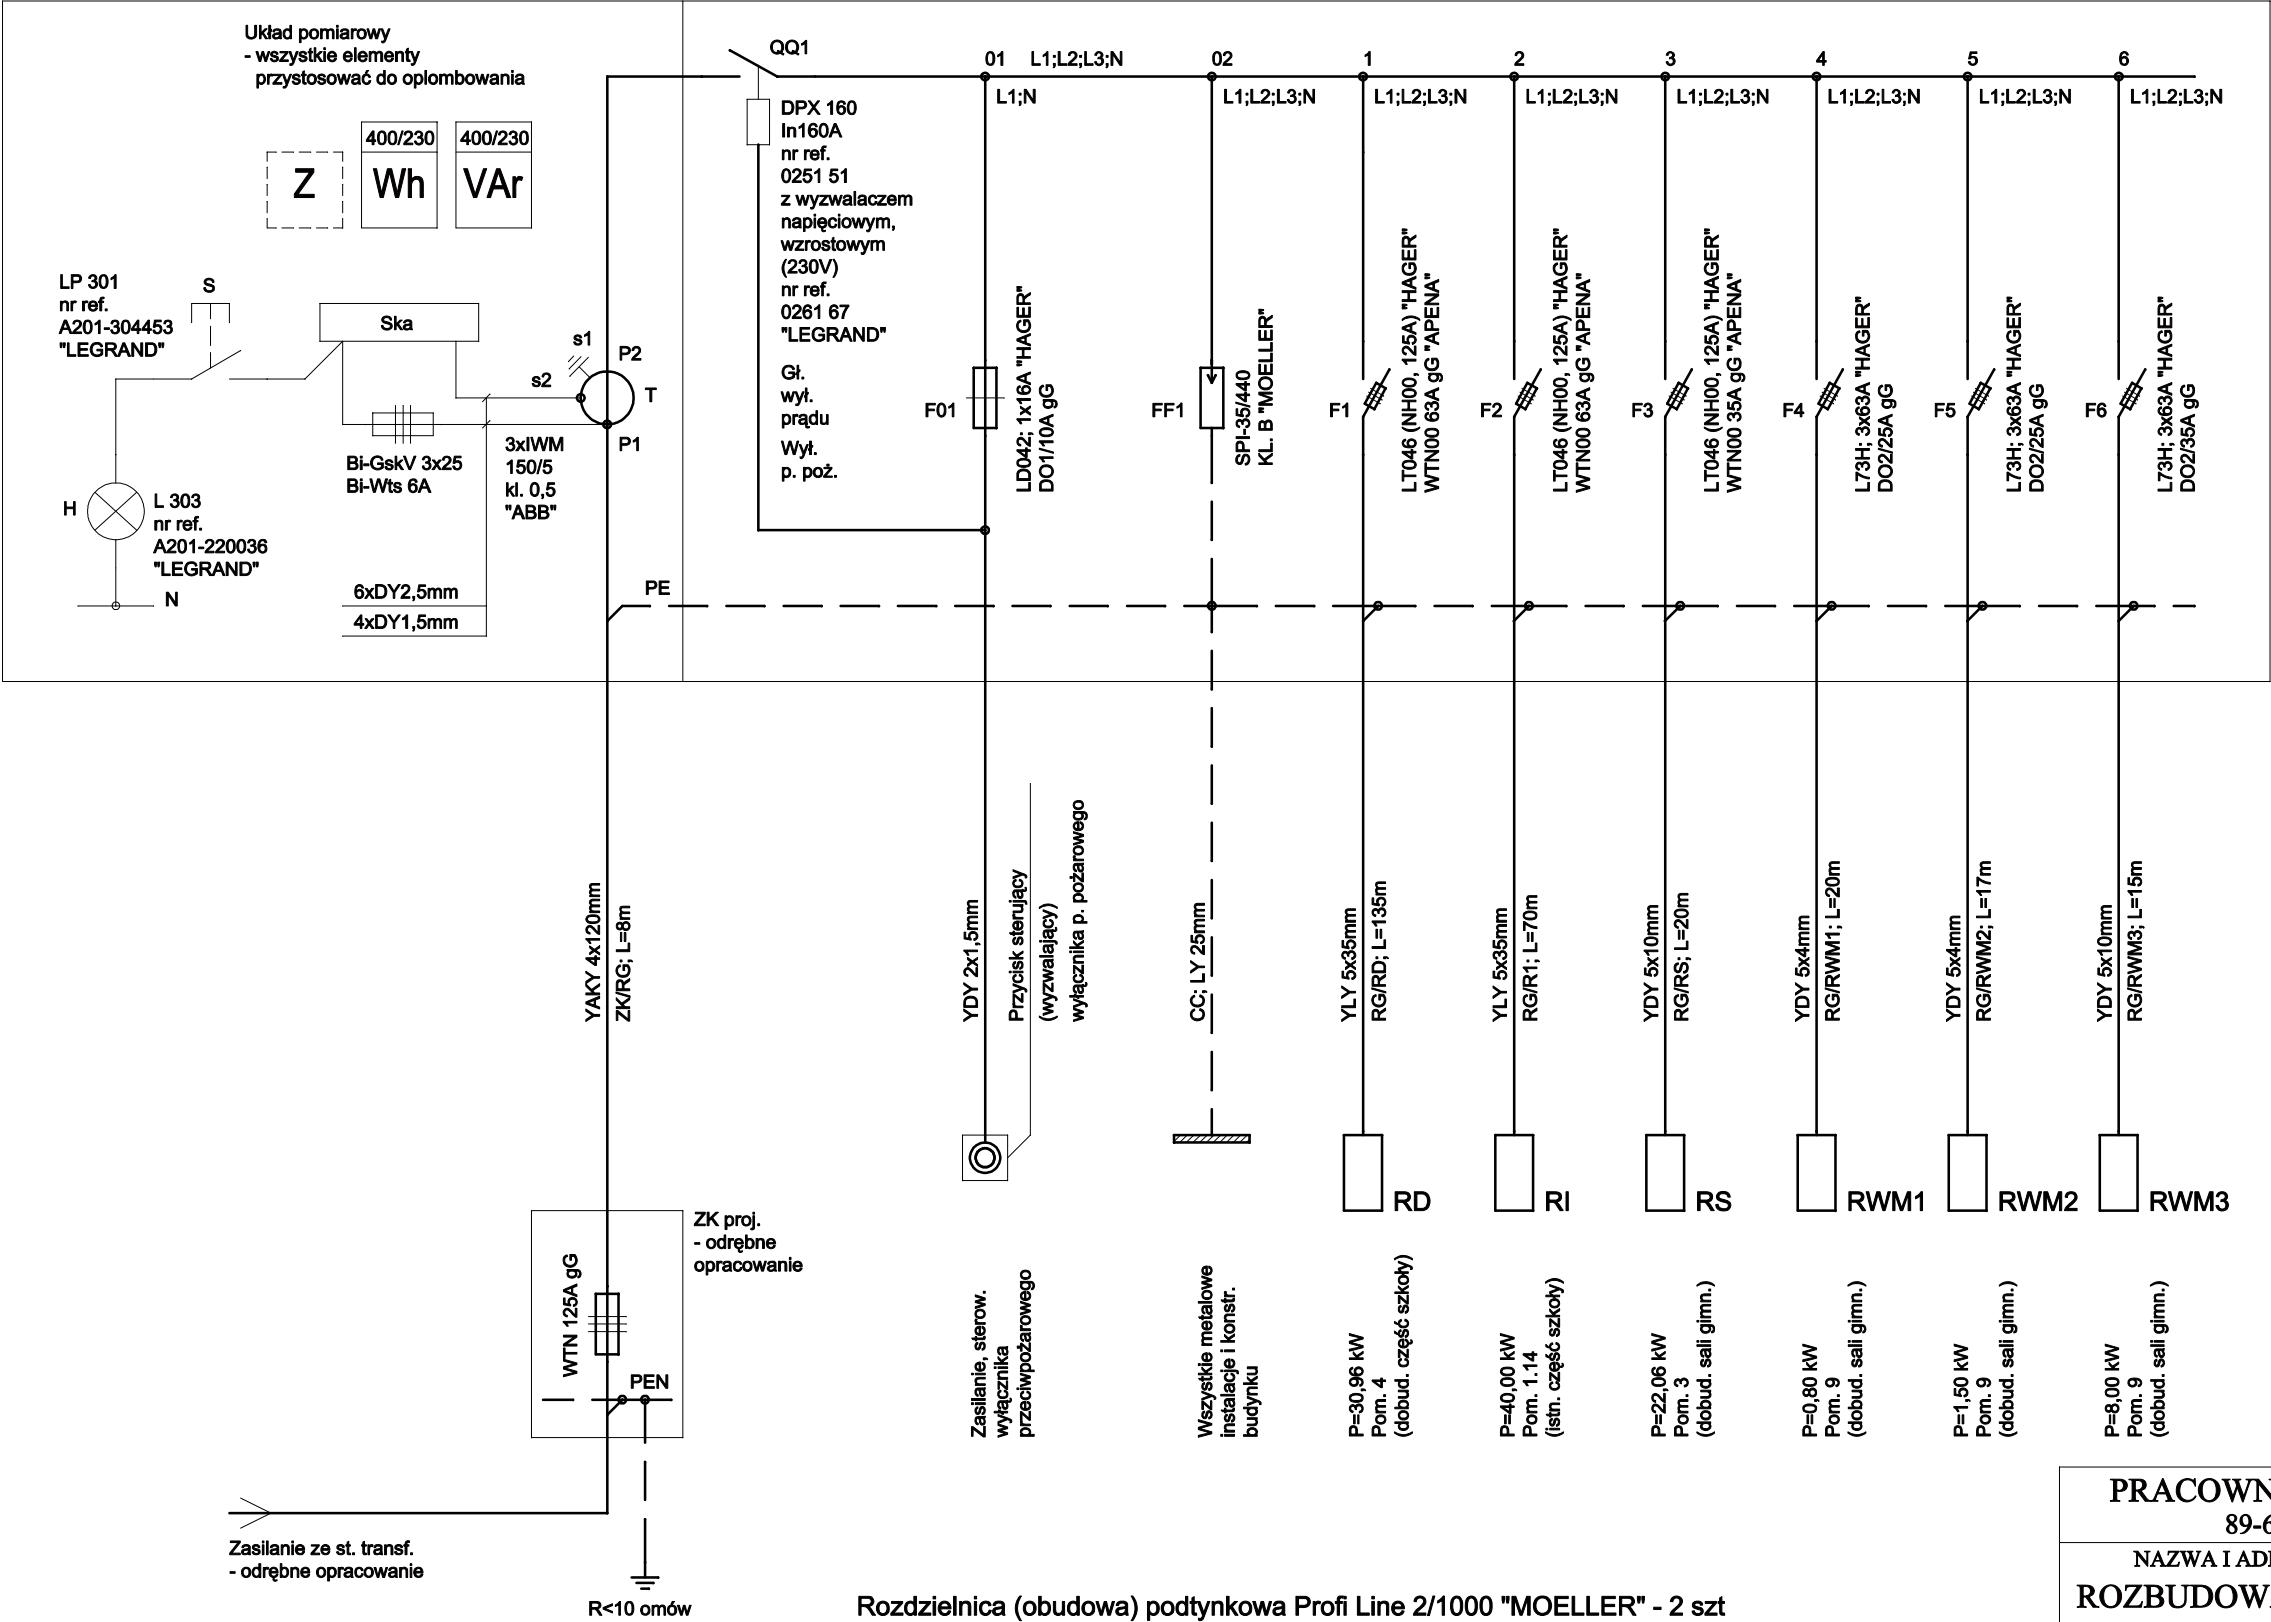 Układ pomiarowy
- wszystkie elementy
przystosować do oplombowania
Z
400/230
Wh
400/230
VAr
LP 301
nr ref.
A201-304453
"LEGRAND"
S
Ska
s1
s2
P2
T
P1
3xIWM
150/5
kl. 0,5
"ABB"
Bi-GskV 3x25
Bi-Wts 6A
H
L 303
nr ref.
A201-220036
"LEGRAND"
N
6xDY2,5mm
4xDY1,5mm
PE
QQ1
DPX 160
In160A
nr ref.
0251 51
z wyzwalaczem
napięciowym,
wzrostowym
(230V)
nr ref.
0261 67
"LEGRAND"
Gł.
wył.
prądu
Wył.
p. poż.
01
L1;L2;L3;N
L1;N
F01
LD042; 1x16A "HAGER"
DO1/10A gG
02
L1;L2;L3;N
FF1
SPI-35/440
KL. B "MOELLER"
1
L1;L2;L3;N
F1
LT046 (NH00, 125A) "HAGER"
WTN00 63A gG "APENA"
2
L1;L2;L3;N
F2
LT046 (NH00, 125A) "HAGER"
WTN00 63A gG "APENA"
3
L1;L2;L3;N
F3
LT046 (NH00, 125A) "HAGER"
WTN00 35A gG "APENA"
4
L1;L2;L3;N
F4
L73H; 3x63A "HAGER"
DO2/25A gG
5
L1;L2;L3;N
F5
L73H; 3x63A "HAGER"
DO2/25A gG
6
L1;L2;L3;N
F6
L73H; 3x63A "HAGER"
DO2/35A gG
YAKY 4x120mm
ZK/RG; L=8m
YDY 2x1,5mm
Przycisk sterujący
(wyzwalający)
wyłącznika p. pożarowego
CC; LY 25mm
YLY 5x35mm
RG/RD; L=135m
YLY 5x35mm
RG/R1; L=70m
YDY 5x10mm
RG/RS; L=20m
YDY 5x4mm
RG/RWM1; L=20m
YDY 5x4mm
RG/RWM2; L=17m
YDY 5x10mm
RG/RWM3; L=15m
RD
RI
RS
RWM1
RWM2
RWM3
ZK proj.
- odrębne
opracowanie
WTN 125A gG
PEN
Zasilanie, sterow.
wyłącznika
przeciwpożarowego
Wszystkie metalowe
instalacje i konstr.
budynku
P=30,96 kW
Pom. 4
(dobud. część szkoły)
P=40,00 kW
Pom. 1.14
(istn. część szkoły)
P=22,06 kW
Pom. 3
(dobud. sali gimn.)
P=0,80 kW
Pom. 9
(dobud. sali gimn.)
P=1,50 kW
Pom. 9
(dobud. sali gimn.)
P=8,00 kW
Pom. 9
(dobud. sali gimn.)
Zasilanie ze st. transf.
- odrębne opracowanie
R<10 omów
Rozdzielnica (obudowa) podtynkowa Profi Line 2/1000 "MOELLER" - 2 szt
PRACOWN
89-6
NAZWA I AD
ROZBUDOW